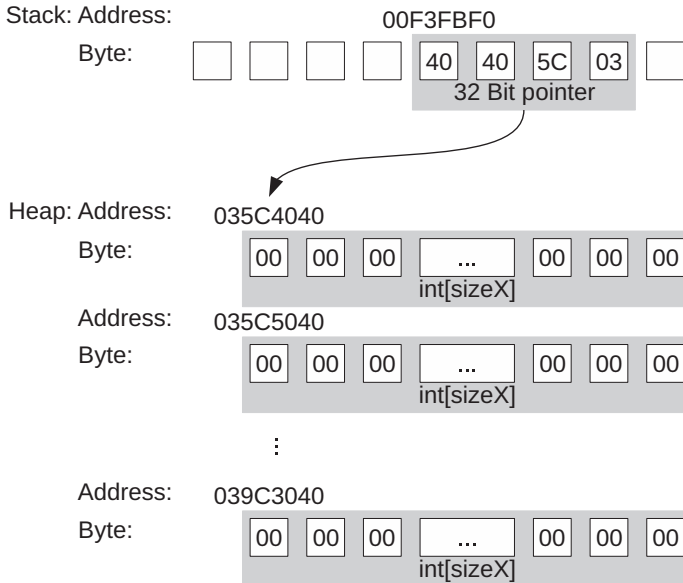 Stack: Address: 00F3FBF0
Byte: 40 40 5C 03
32 Bit pointer
Heap: Address: 035C4040
Byte: 00 00 00 ... 00 00 00
int[sizeX]
Address: 035C5040
Byte: 00 00 00 ... 00 00 00
int[sizeX]
...
Address: 039C3040
Byte: 00 00 00 ... 00 00 00
int[sizeX]